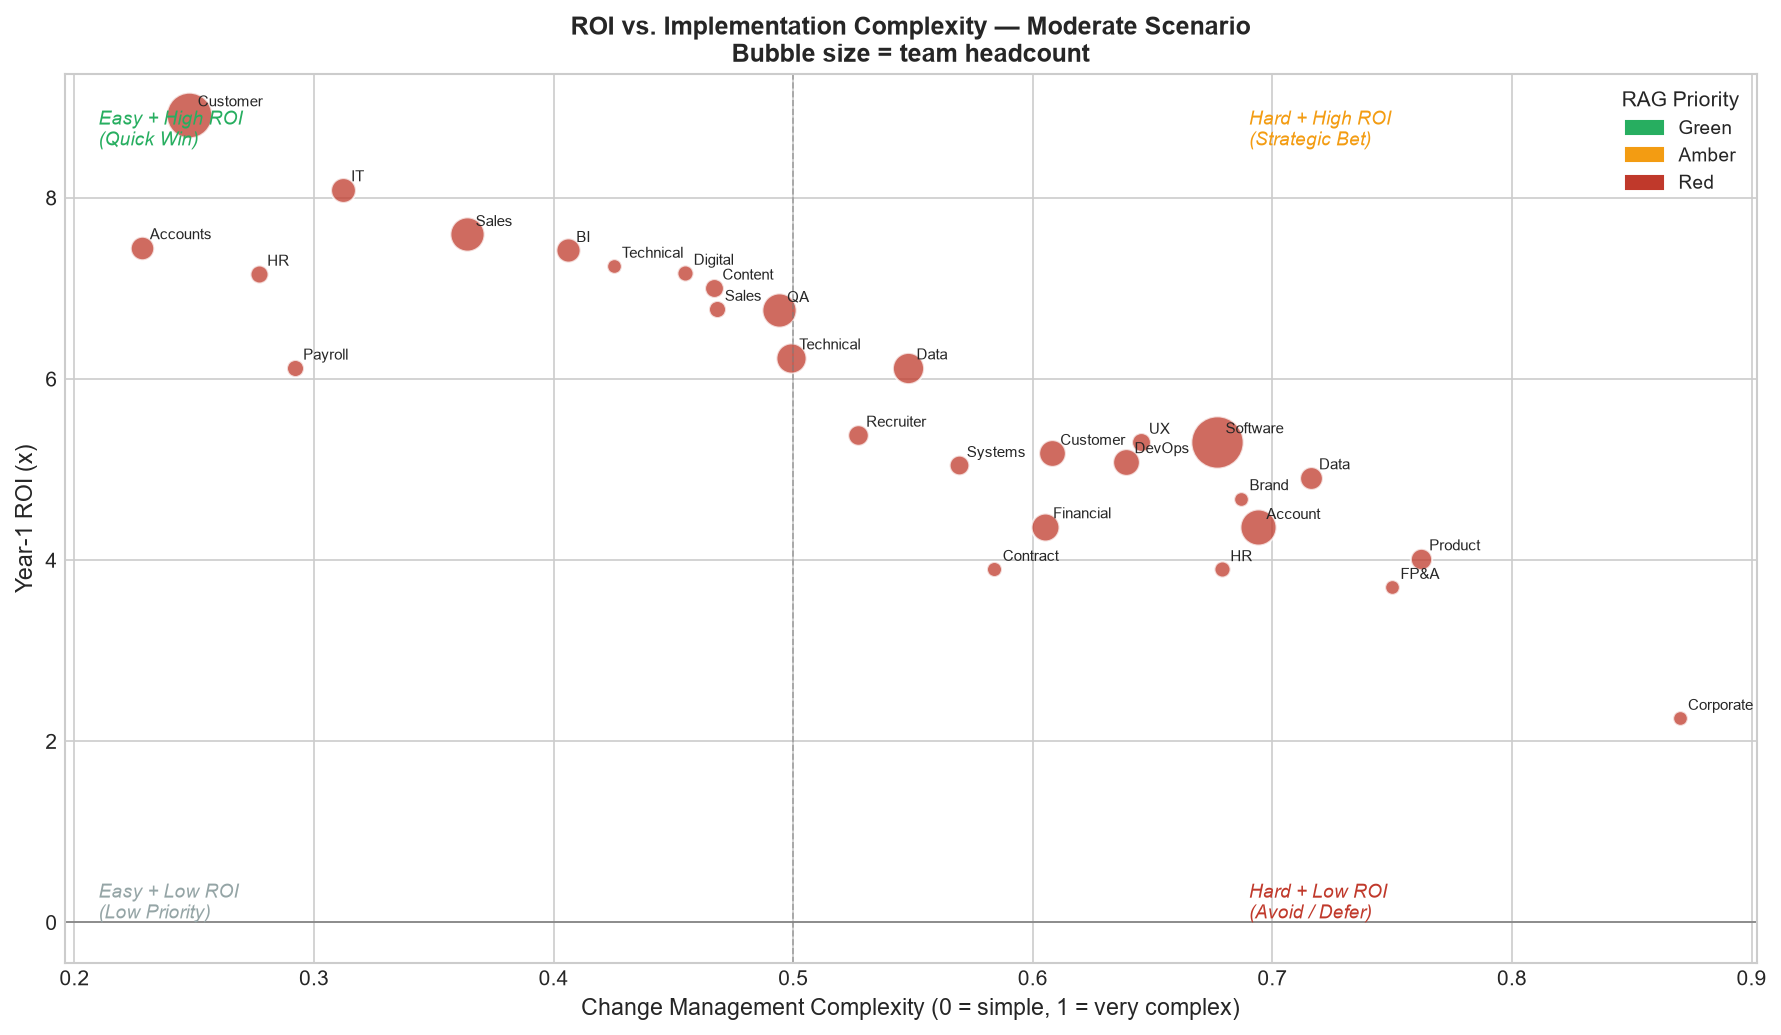 ROI vs. Implementation Complexity — Moderate Scenario
Bubble size = team headcount
RAG Priority
Green
Amber
Red
Easy + High ROI
(Quick Win)
Hard + High ROI
(Strategic Bet)
Customer
IT
Sales
Accounts
BI
HR
Technical
Digital
Content
Sales
QA
Technical
Payroll
Data
Recruiter
Systems
Customer
UX
DevOps
Software
Data
Brand
Account
Financial
Contract
HR
Product
FP&A
Corporate
Easy + Low ROI
(Low Priority)
Hard + Low ROI
(Avoid / Defer)
Year-1 ROI (x)
8
6
4
2
0
0.2
0.3
0.4
0.5
0.6
0.7
0.8
0.9
Change Management Complexity (0 = simple, 1 = very complex)